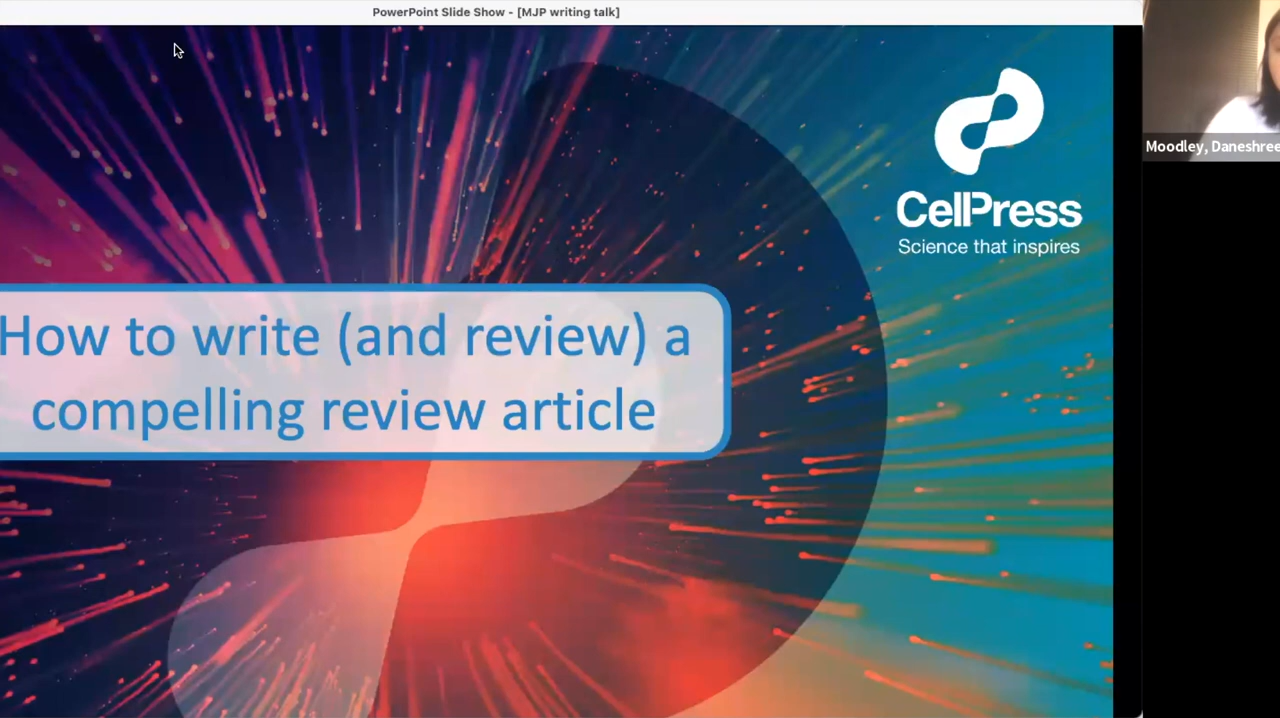 PowerPoint Slide Show - [MJP writing talk]
CellPress
Science that inspires
Moodley, Daneshree
How to write (and review) a
compelling review article